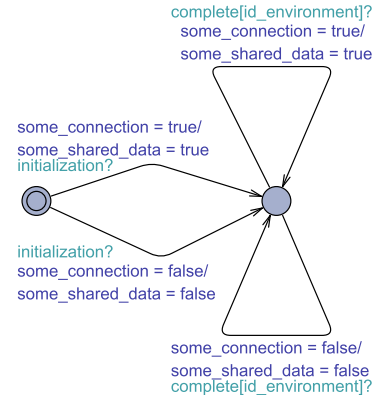 complete[id_environment]?
some_connection = true/
some_shared_data = true
some_connection = true/
some_shared_data = true
initialization?
initialization?
some_connection = false/
some_shared_data = false
some_connection = false/
some_shared_data = false
complete[id_environment]?